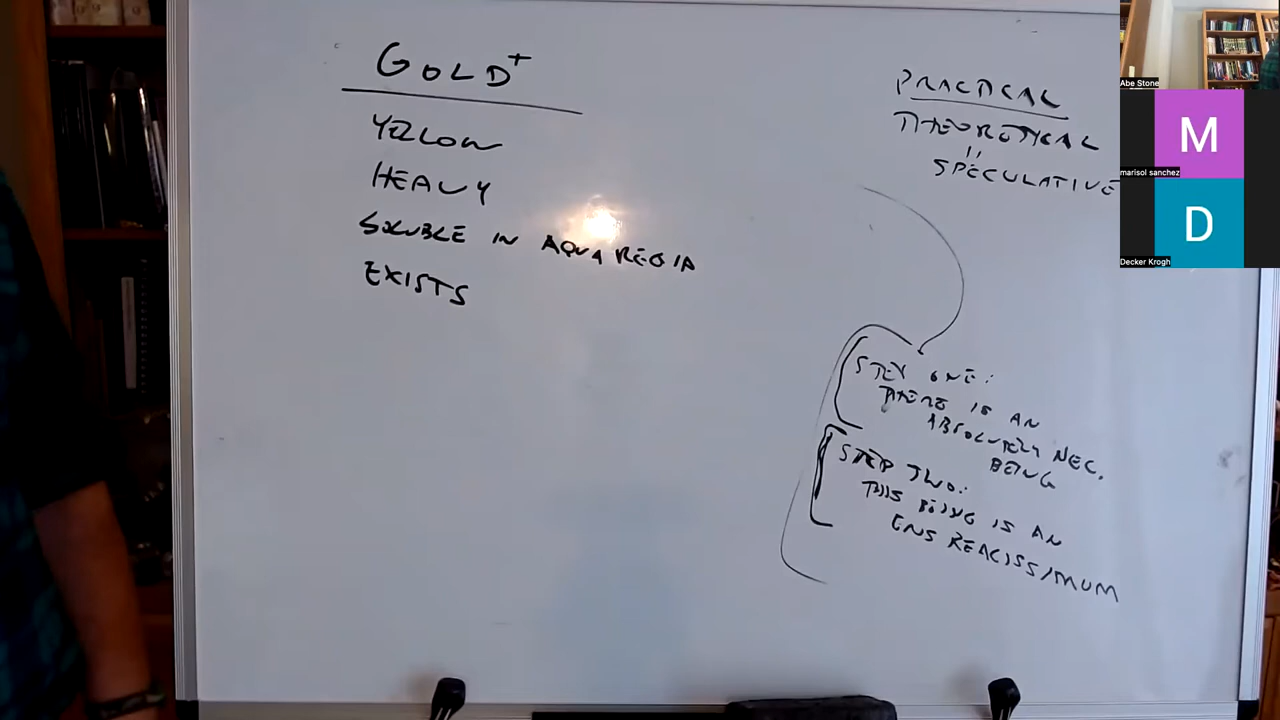 GOLD+
YELLOW
HEAVY
SOLUBLE IN AQUA REGIA
EXISTS
PRACTICAL
THEORETICAL
"
SPECULATIVE
STEP ONE:
THERE IS AN
ABSOLUTELY NEC.
BEING
STEP TWO:
THIS BEING IS AN
ENS REALISSIMUM
Abe Stone
M
marisol sanchez
D
Decker Krogh